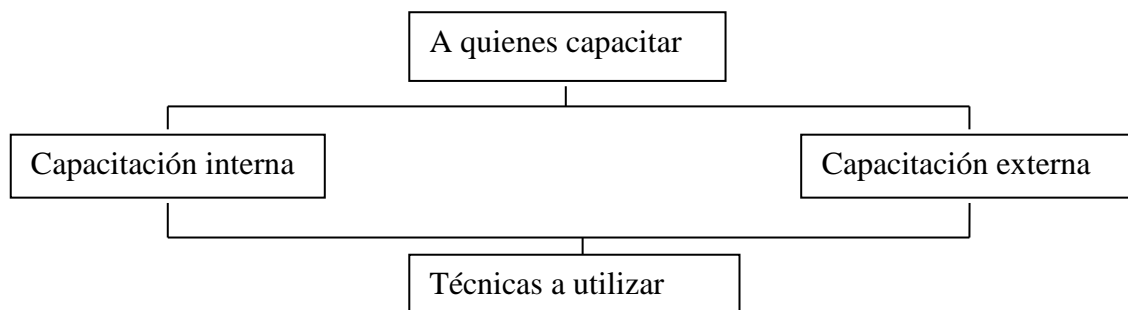 A quienes capacitar
Capacitación interna
Capacitación externa
Técnicas a utilizar